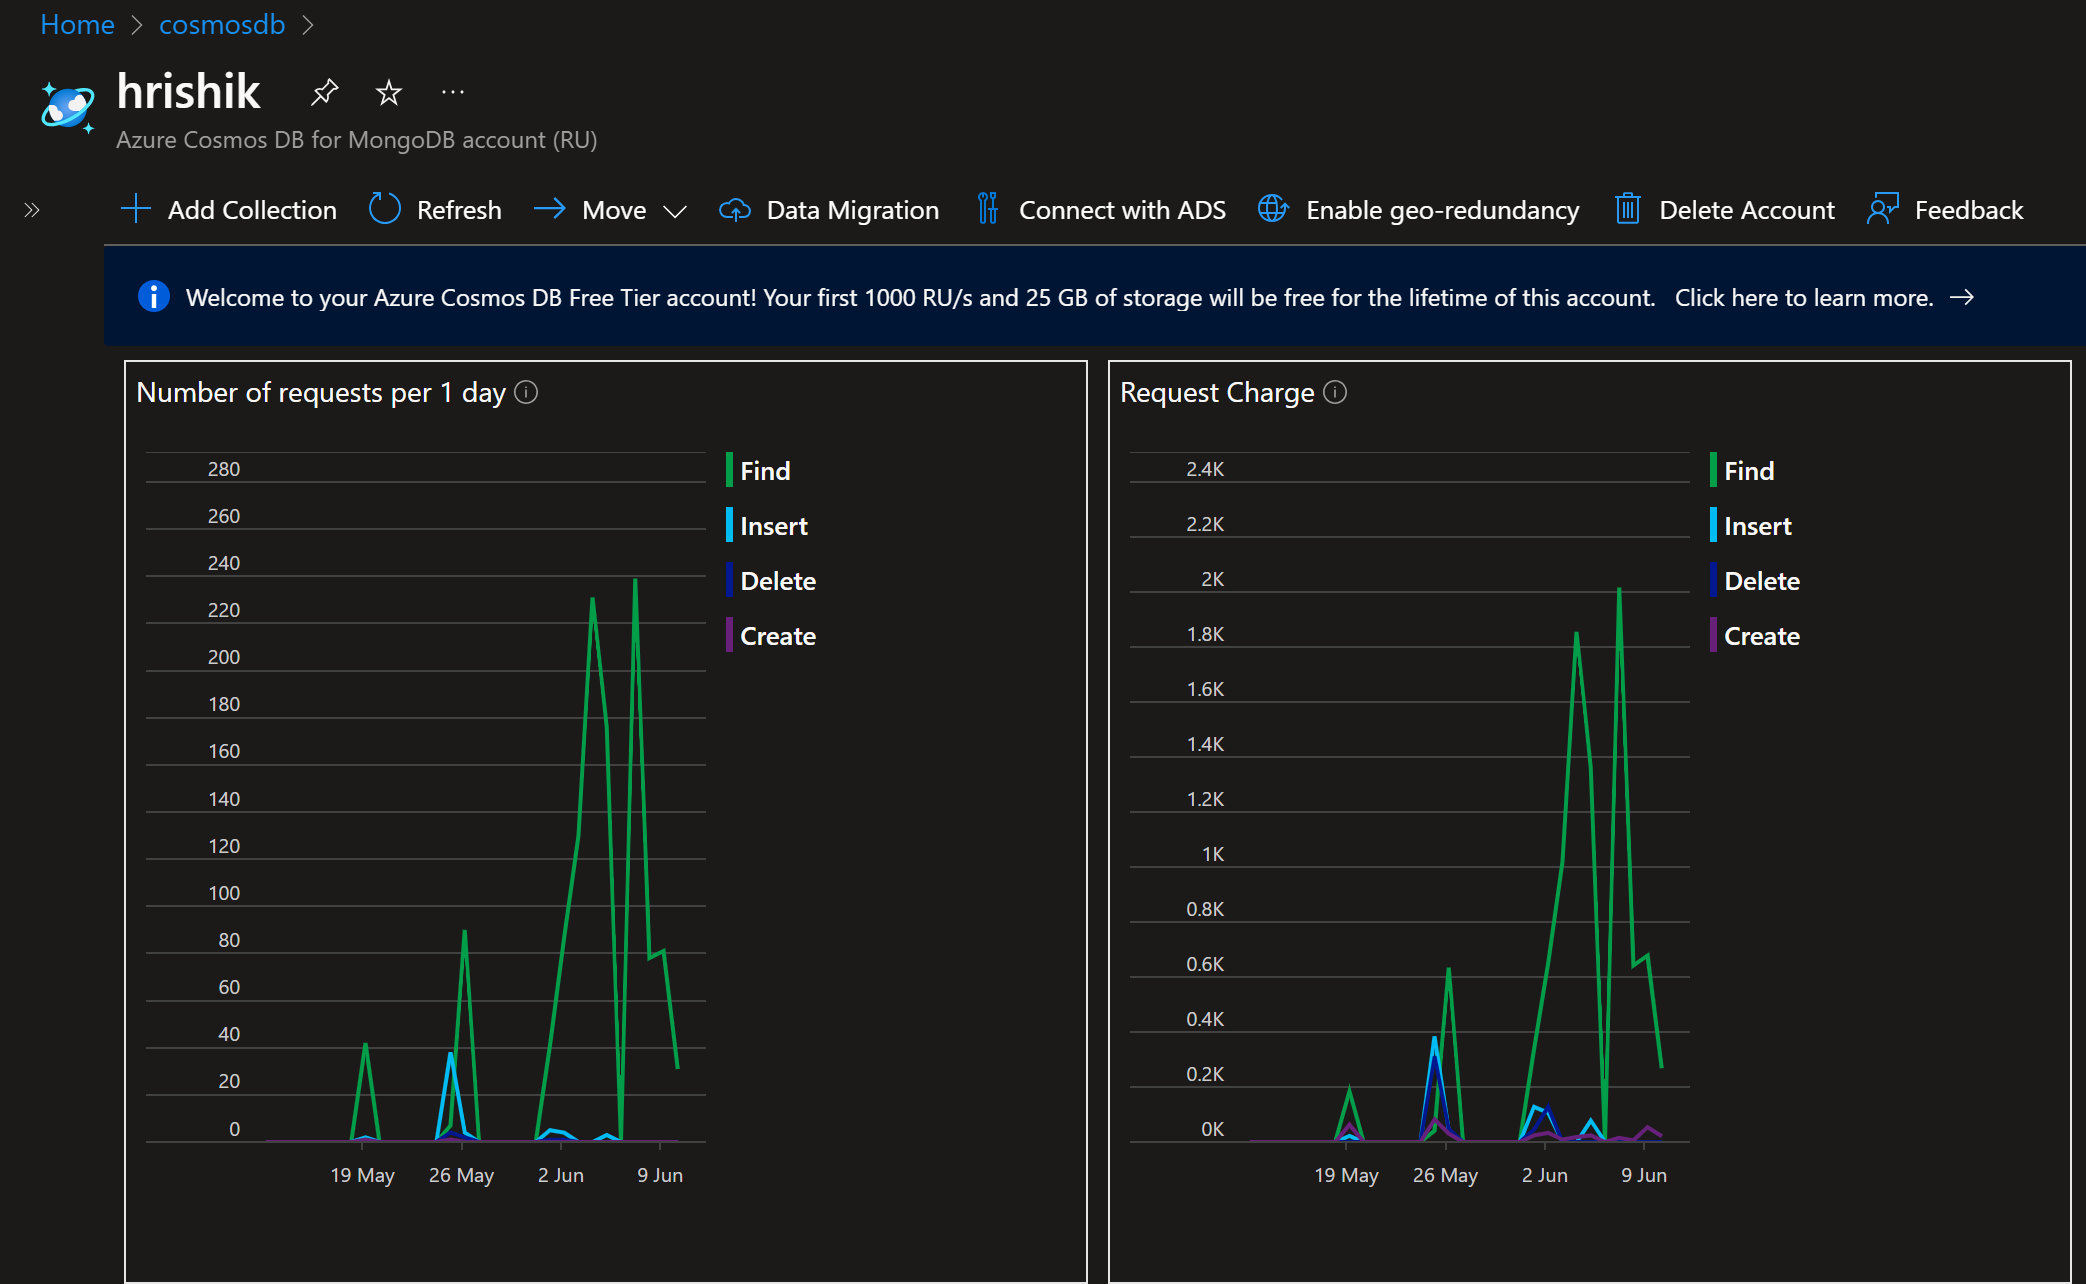 Home > cosmosdb >
hrishik ...
Azure Cosmos DB for MongoDB account (RU)
Add Collection Refresh Move Data Migration Connect with ADS Enable geo-redundancy Delete Account Feedback
Welcome to your Azure Cosmos DB Free Tier account! Your first 1000 RU/s and 25 GB of storage will be free for the lifetime of this account. Click here to learn more. →
Number of requests per 1 day
280
260
240
220
200
180
160
140
120
100
80
60
40
20
0
19 May 26 May 2 Jun 9 Jun
Find
Insert
Delete
Create
Request Charge
2.4K
2.2K
2K
1.8K
1.6K
1.4K
1.2K
1K
0.8K
0.6K
0.4K
0.2K
0K
19 May 26 May 2 Jun 9 Jun
Find
Insert
Delete
Create